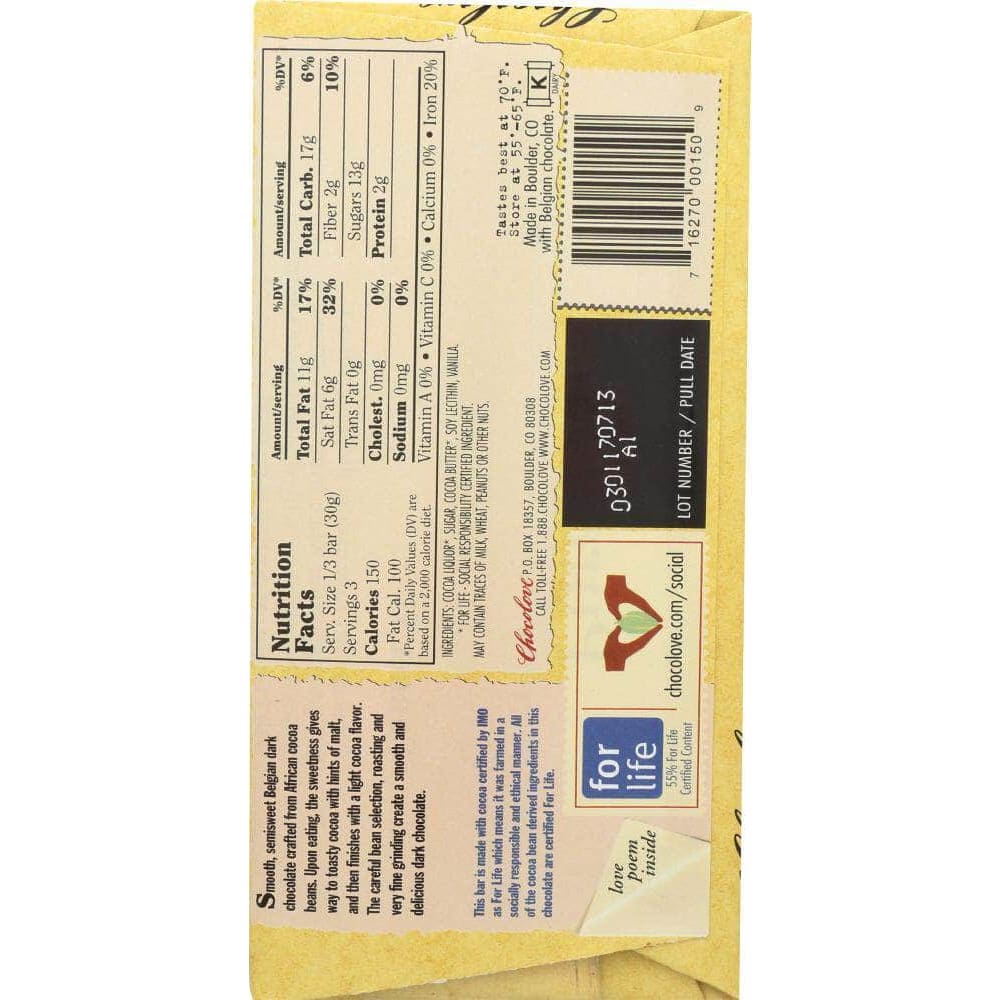 Smooth, semisweet Belgian dark
chocolate crafted from African cocoa
beans. Upon eating, the sweetness gives
way to toasty cocoa with hints of malt,
and then finishes with a light cocoa flavor.
The careful bean selection, roasting and
very fine grinding create a smooth and
delicious dark chocolate.
This bar is made with cocoa certified by IMO
as For Life which means it was farmed in a
socially responsible and ethical manner. All
of the cocoa bean derived ingredients in this
chocolate are certified For Life.
love
poem
inside
Nutrition
Facts
Serv. Size 1/3 bar (30g)
Servings 3
Calories 150
Fat Cal. 100
*Percent Daily Values (DV) are
based on a 2,000 calorie diet.
Amount/serving %DV*
Total Fat 11g 17%
Sat Fat 6g 32%
Trans Fat 0g
Cholest. 0mg 0%
Sodium 0mg 0%
Amount/serving %DV*
Total Carb. 17g 6%
Fiber 2g 10%
Sugars 13g
Protein 2g
Vitamin A 0% • Vitamin C 0% • Calcium 0% • Iron 20%
INGREDIENTS: COCOA LIQUOR*, SUGAR, COCOA BUTTER*, SOY LECITHIN, VANILLA.
* FOR LIFE - SOCIAL RESPONSIBILITY CERTIFIED INGREDIENT.
MAY CONTAIN TRACES OF MILK, WHEAT, PEANUTS OR OTHER NUTS.
Chocolove P.O. BOX 18357, BOULDER, CO 80308
CALL TOLL-FREE 1.888.CHOCOLOVE WWW.CHOCOLOVE.COM
Tastes best at 70°F.
Store at 55°-65°F.
Made in Boulder, CO
with Belgian chocolate.
K
DAIRY
for
life
55% For Life
Certified Content
chocolove.com/social
0301170713
A1
LOT NUMBER / PULL DATE
7 16270 00150 9